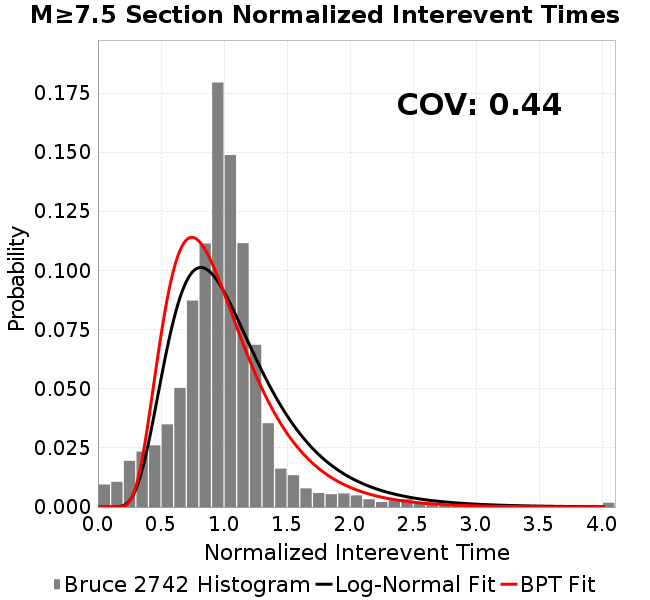 M≥7.5 Section Normalized Interevent Times
COV: 0.44
Probability
0.175
0.150
0.125
0.100
0.075
0.050
0.025
0.000
0.0 0.5 1.0 1.5 2.0 2.5 3.0 3.5 4.0
Normalized Interevent Time
Bruce 2742 Histogram Log-Normal Fit BPT Fit